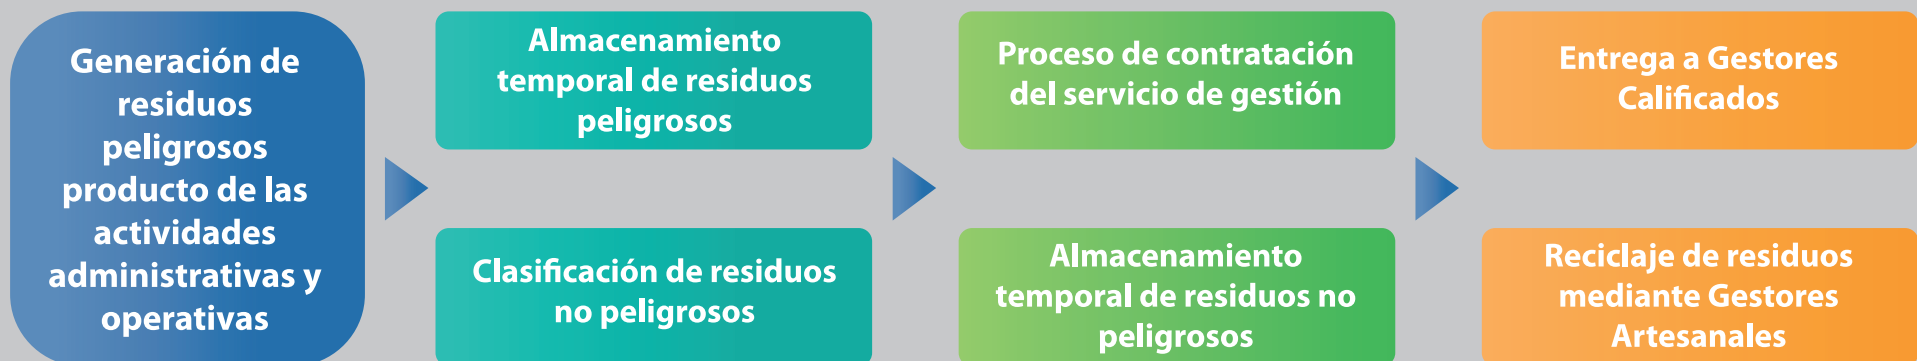 Generación de
residuos
peligrosos
producto de las
actividades
administrativas y
operativas
Almacenamiento
temporal de residuos
peligrosos
Clasificación de residuos
no peligrosos
Proceso de contratación
del servicio de gestión
Almacenamiento
temporal de residuos no
peligrosos
Entrega a Gestores
Calificados
Reciclaje de residuos
mediante Gestores
Artesanales